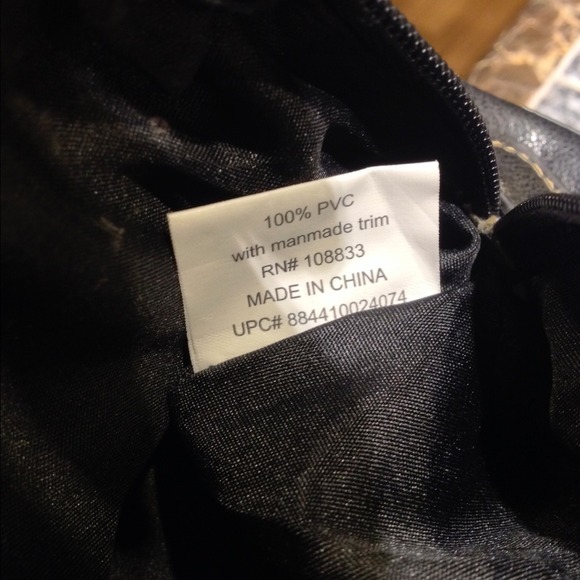 100% PVC
with manmade trim
RN# 108833
MADE IN CHINA
UPC# 884410024074